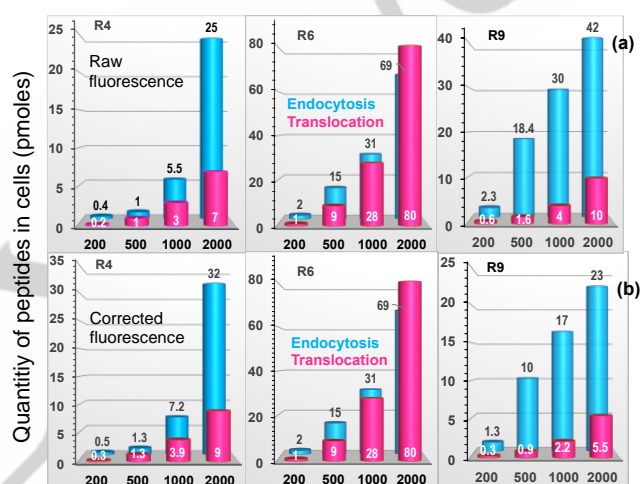 Quantitiy of peptides in cells (pmoles)
R4
Raw
fluorescence
25
20
15
10
5
0
0.4 1 5.5 25
0.2 1 3 7
200 500 1000 2000
R6
Endocytosis
Translocation
80
60
40
20
0
2 15 31 69
1 9 28 80
200 500 1000 2000
R9
(a)
40
30
20
10
0
2.3 18.4 30 42
0.6 1.6 4 10
200 500 1000 2000
R4
Corrected
fluorescence
35
30
25
20
15
10
5
0
0.5 1.3 7.2 32
0.3 1.3 3.9 9
200 500 1000 2000
R6
Endocytosis
Translocation
80
60
40
20
0
2 15 31 69
1 9 28 80
200 500 1000 2000
R9
(b)
25
20
15
10
5
0
1.3 10 17 23
0.3 0.9 2.2 5.5
200 500 1000 2000